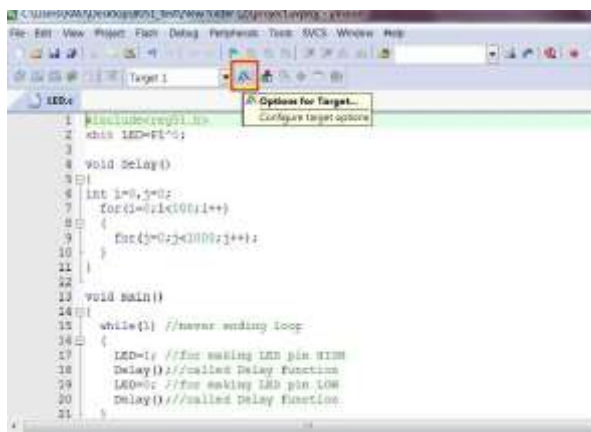 File Edit View Project Flash Debug Peripherals Tools SVCS Window Help
Target 1
LED.c
Options for Target...
Configure target options
1 #include<reg51.h>
2 sbit LED=P1^0;
3
4 void Delay()
5 {
6 int i=0,j=0;
7 for(i=0;i<100;i++)
8 {
9 for(j=0;j<1000;j++);
10 }
11 }
12
13 void main()
14 {
15 while(1) //never ending loop
16 {
17 LED=1; //for making LED pin HIGH
18 Delay();//called Delay function
19 LED=0; //for making LED pin LOW
20 Delay();//called Delay function
21 }